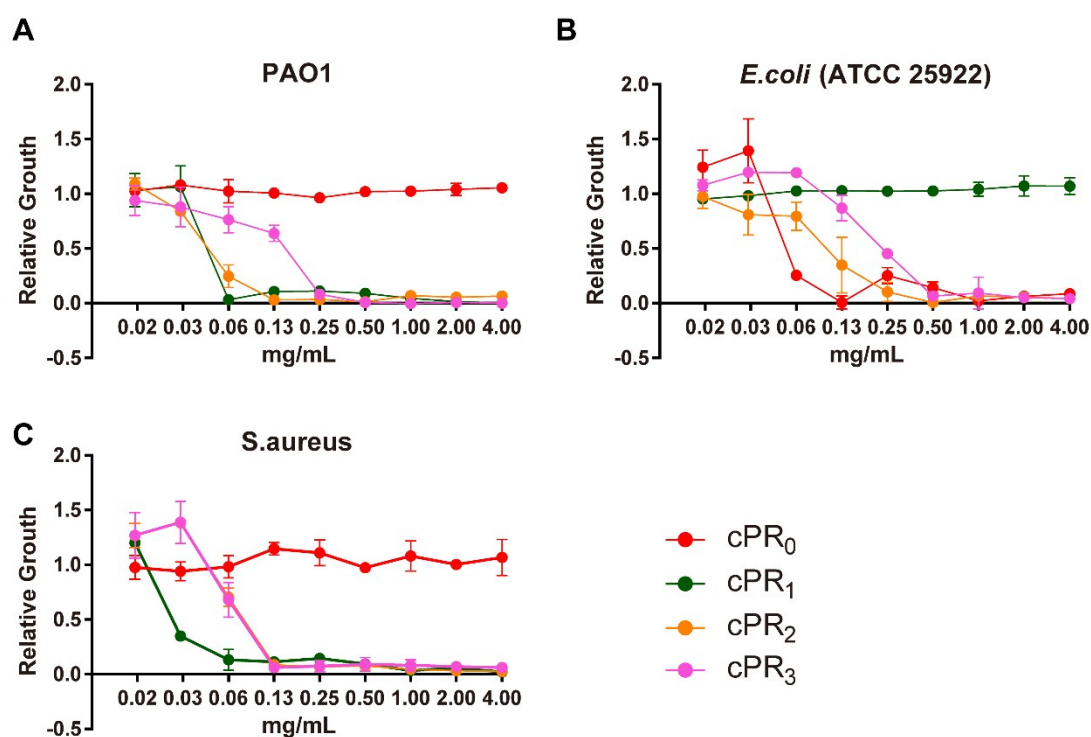 A
PAO1
2.0
1.5
1.0
0.5
0.0
-0.5
Relative Grouth
0.02 0.03 0.06 0.13 0.25 0.50 1.00 2.00 4.00
mg/mL
B
E.coli (ATCC 25922)
2.0
1.5
1.0
0.5
0.0
-0.5
Relative Grouth
0.02 0.03 0.06 0.13 0.25 0.50 1.00 2.00 4.00
mg/mL
C
S.aureus
2.0
1.5
1.0
0.5
0.0
-0.5
Relative Grouth
0.02 0.03 0.06 0.13 0.25 0.50 1.00 2.00 4.00
mg/mL
cPR0
cPR1
cPR2
cPR3